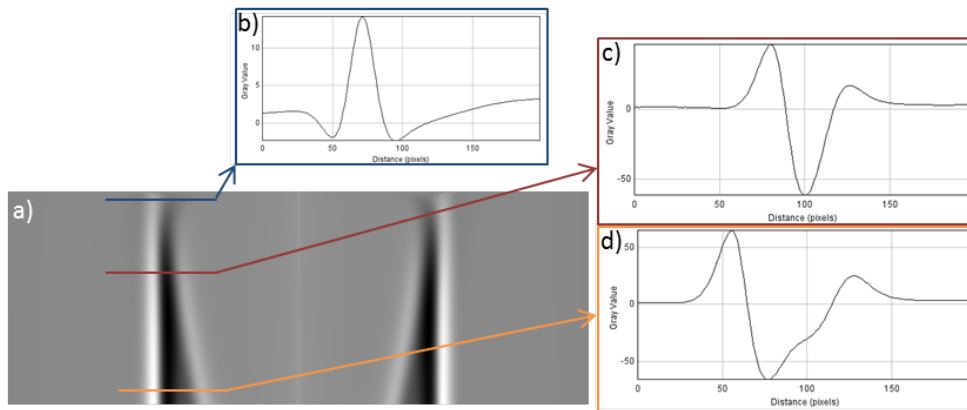 a)
b)
10
5
0
Gray Value
0 50 100 150
Distance (pixels)
c)
0
-50
Gray Value
0 50 100 150
Distance (pixels)
d)
50
0
-50
Gray Value
0 50 100 150
Distance (pixels)